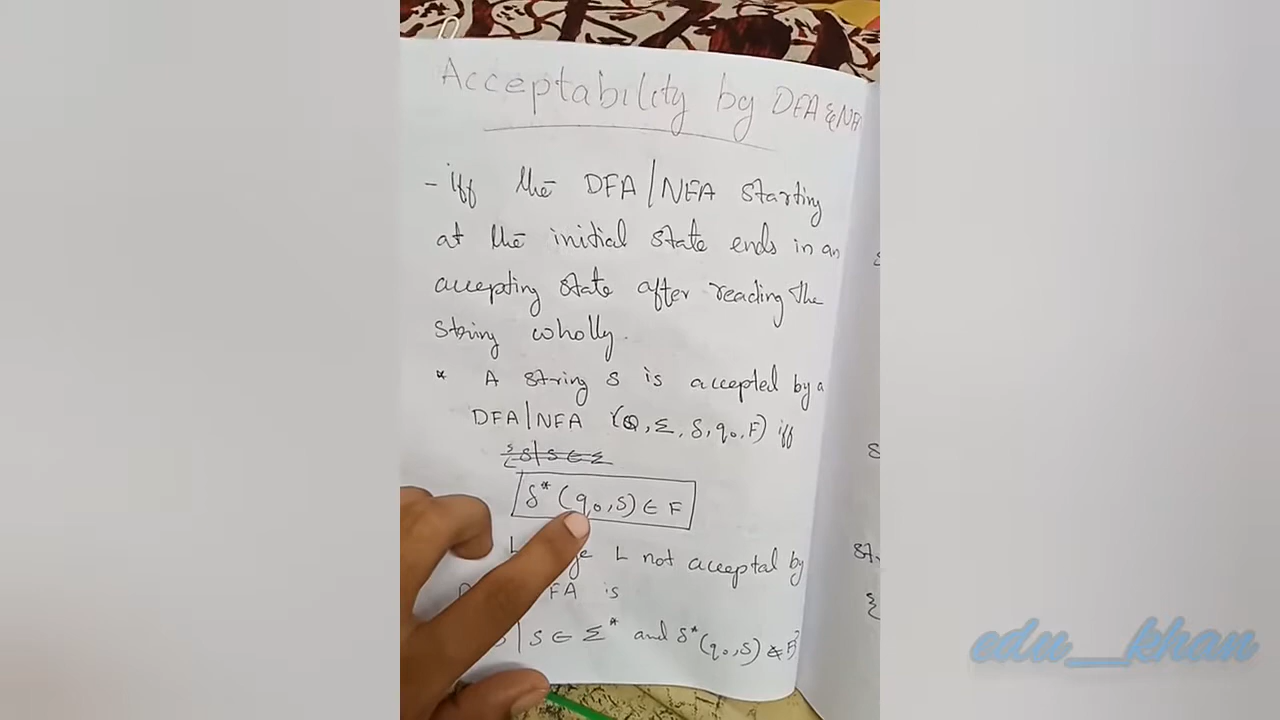 Acceptability by DFA & NF
- iff the DFA/NFA starting
at the initial state ends in an
accepting state after reading the
string wholly.
* A string S is accepted by a
DFA/NFA (Q, Σ, δ, q₀, F) iff
{S|S∈Σ
δ*(q₀,S) ∈ F
L not acceptal by
FA is
S | S ∈ Σ* and δ*(q₀,S) ∉ F}
edu__khan